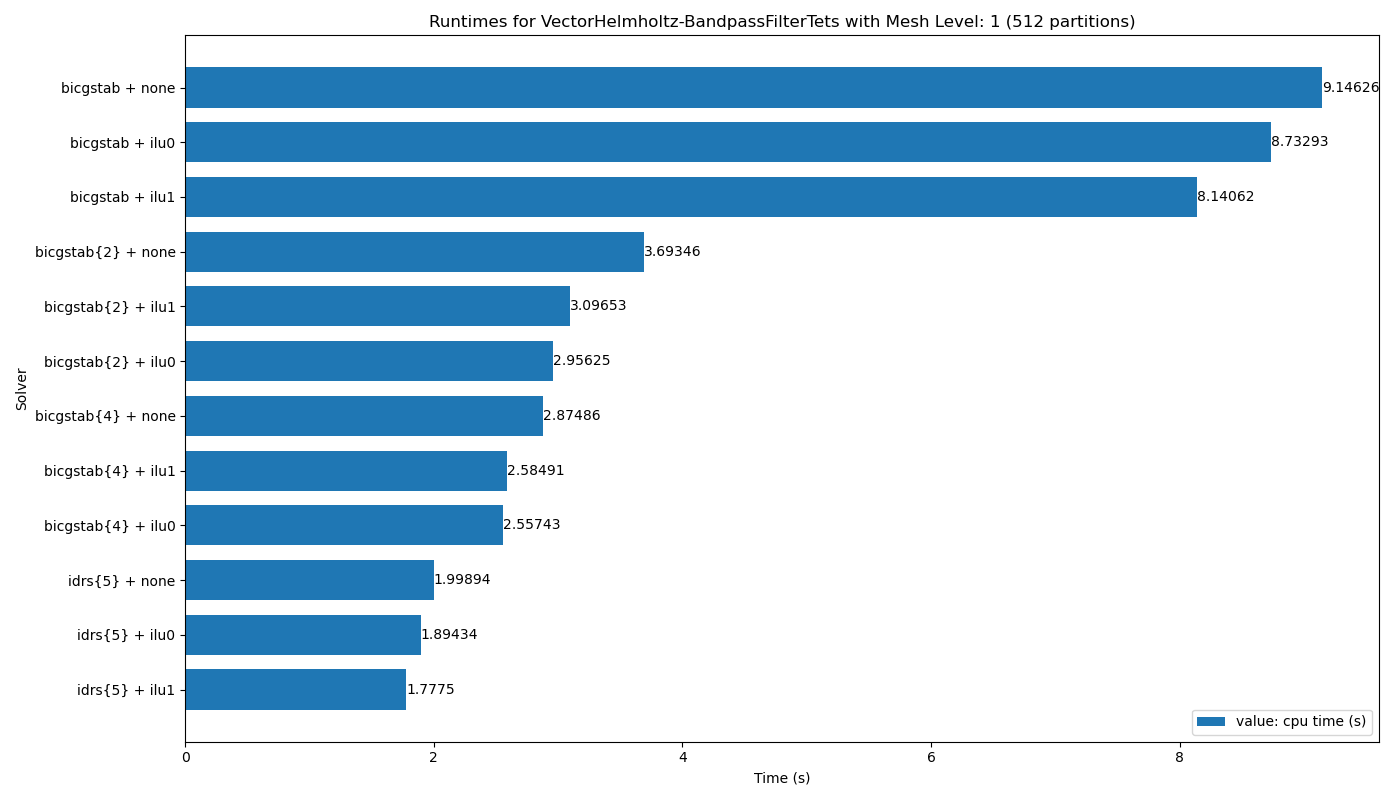 Runtimes for VectorHelmholtz-BandpassFilterTets with Mesh Level: 1 (512 partitions)
bicgstab + none 9.14626
bicgstab + ilu0 8.73293
bicgstab + ilu1 8.14062
bicgstab{2} + none 3.69346
bicgstab{2} + ilu1 3.09653
bicgstab{2} + ilu0 2.95625
Solver
bicgstab{4} + none 2.87486
bicgstab{4} + ilu1 2.58491
bicgstab{4} + ilu0 2.55743
idrs{5} + none 1.99894
idrs{5} + ilu0 1.89434
idrs{5} + ilu1 1.7775
value: cpu time (s)
0 2 4 6 8
Time (s)